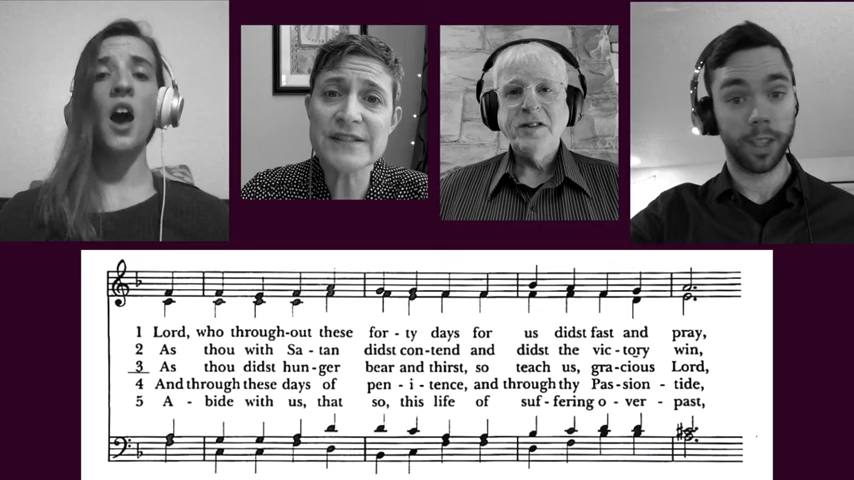 1 Lord, who through-out these for - ty days for us didst fast and pray,
2 As thou with Sa - tan didst con-tend and didst the vic - tory win,
3 As thou didst hun - ger bear and thirst, so teach us, gra-cious Lord,
4 And through these days of pen - i - tence, and through thy Pas - sion - tide,
5 A - bide with us, that so, this life of suf - fering o - ver - past,